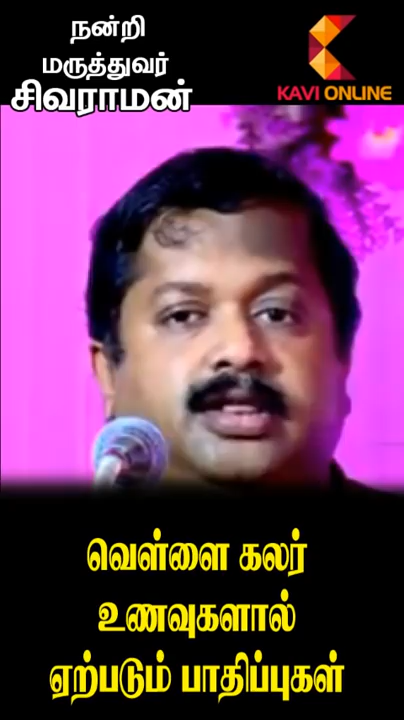 நன்றி
மருத்துவர்
சிவராமன்
KAVI ONLINE
வெள்ளை கலர்
உணவுகளால்
ஏற்படும் பாதிப்புகள்